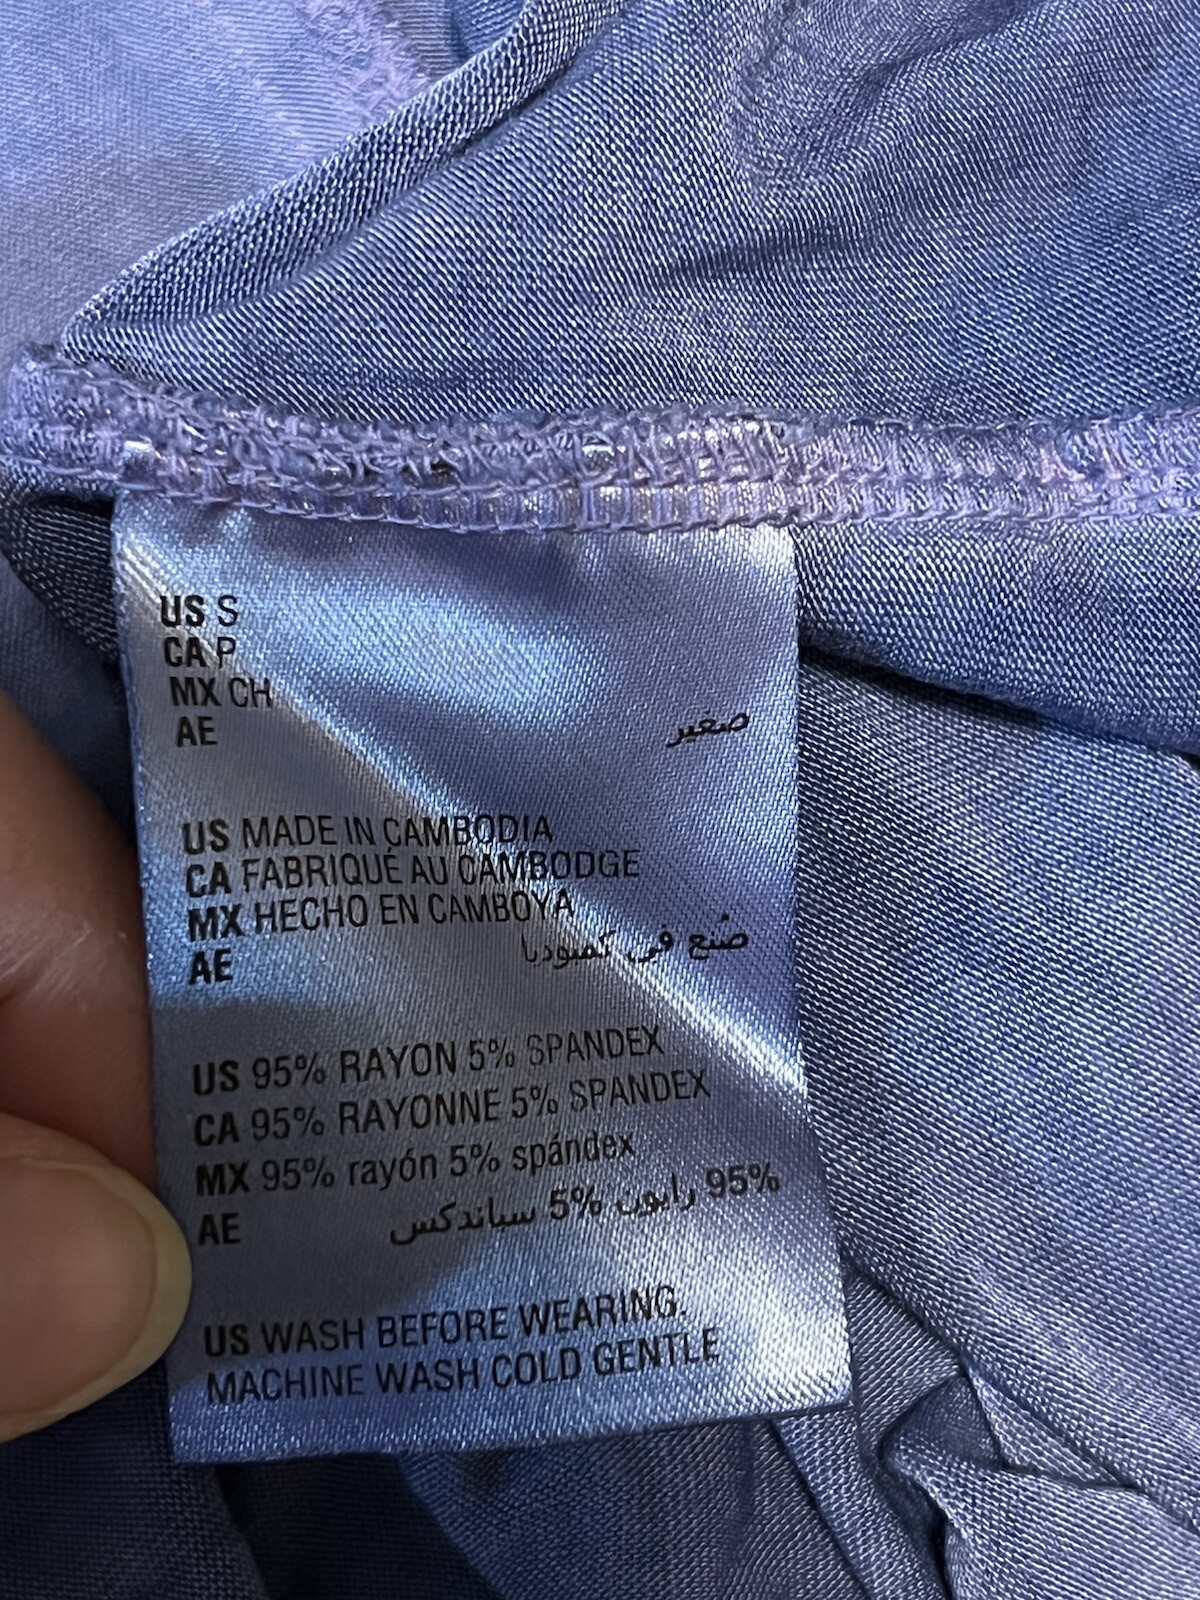 US S
CA P
MX CH
AE صغير
US MADE IN CAMBODIA
CA FABRIQUÉ AU CAMBODGE
MX HECHO EN CAMBOYA
AE صُنع في كمبوديا
US 95% RAYON 5% SPANDEX
CA 95% RAYONNE 5% SPANDEX
MX 95% rayón 5% spándex
AE 95% رايون 5% سباندكس
US WASH BEFORE WEARING.
MACHINE WASH COLD GENTLE